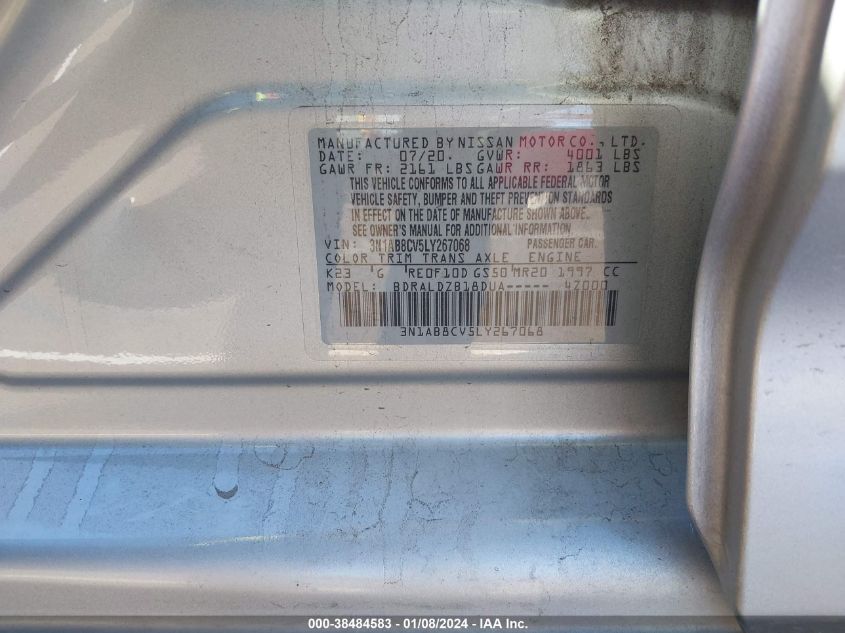 MANUFACTURED BY NISSAN MOTOR CO., LTD.
DATE: 07/20. GVWR: 4001 LBS
GAWR FR: 2161 LBS GAWR RR: 1863 LBS
THIS VEHICLE CONFORMS TO ALL APPLICABLE FEDERAL MOTOR
VEHICLE SAFETY, BUMPER AND THEFT PREVENTION STANDARDS
IN EFFECT ON THE DATE OF MANUFACTURE SHOWN ABOVE.
SEE OWNER'S MANUAL FOR ADDITIONAL INFORMATION
VIN: 3N1AB8CV5LY267068 PASSENGER CAR.
COLOR TRIM TRANS AXLE ENGINE
K23 G RE0F10D GS50 MR20 1997 CC
MODEL: BDRALDZB18DUA----- 4Z000
3N1AB8CV5LY267068
000-38484583 - 01/08/2024 - IAA Inc.